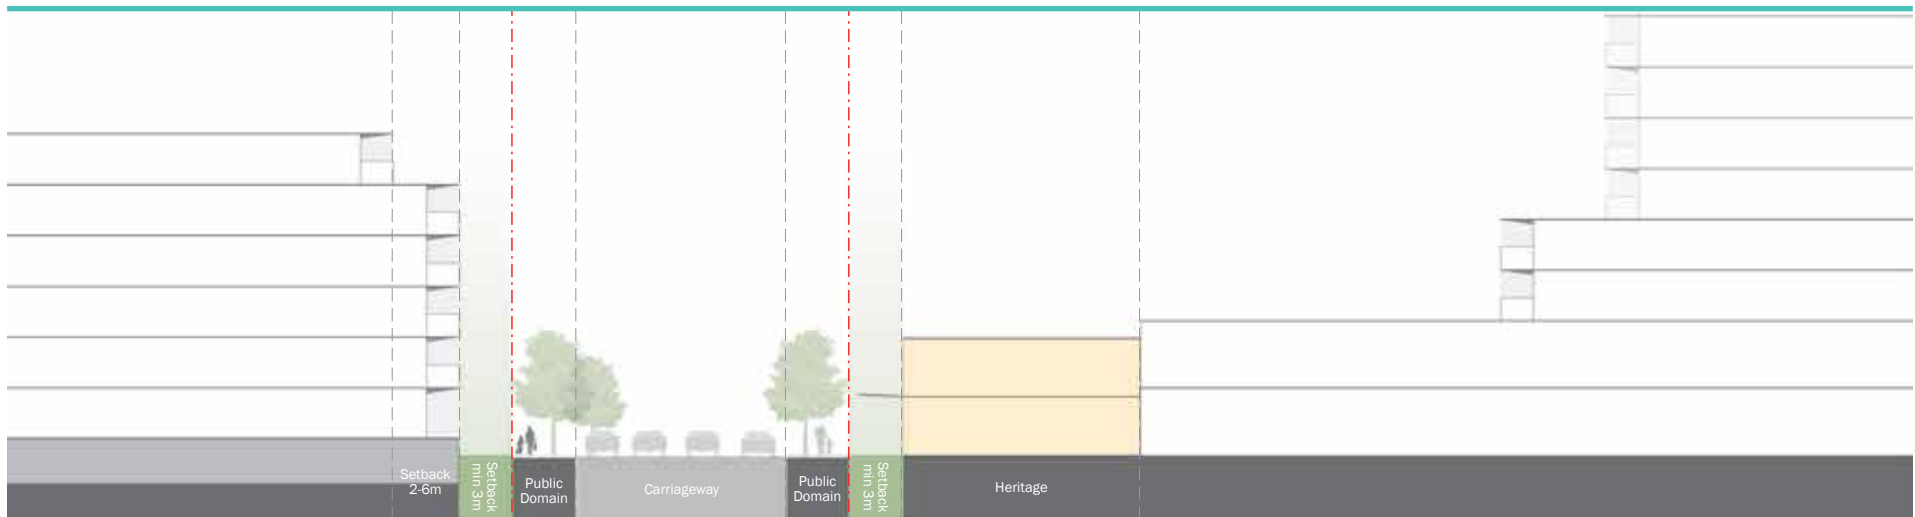 Setback
2-6m
Setback
min 3m
Public
Domain
Carriageway
Public
Domain
Setback
min 3m
Heritage